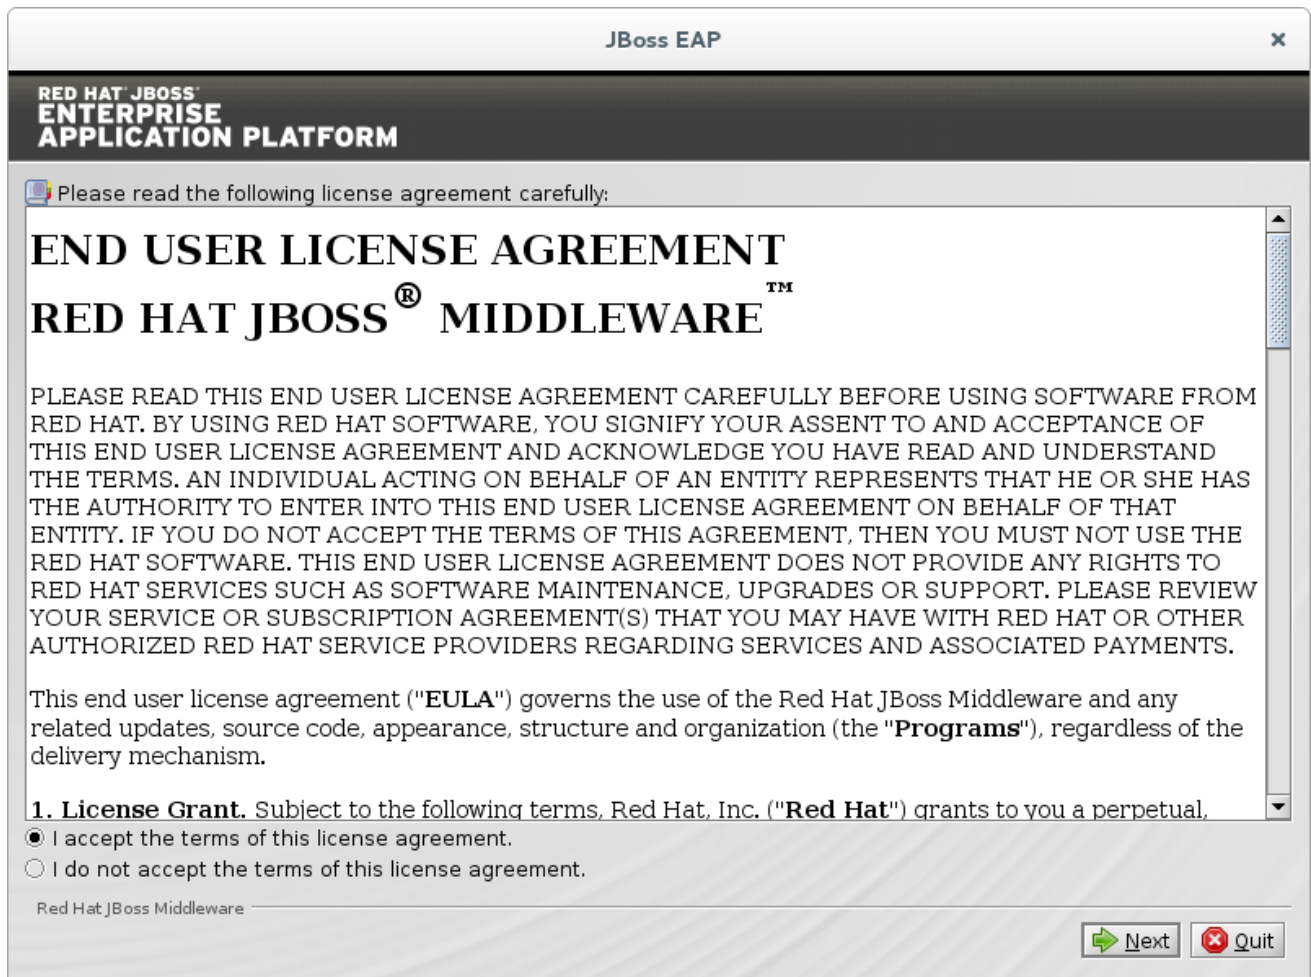 JBoss EAP
RED HAT® JBOSS®
ENTERPRISE
APPLICATION PLATFORM
Please read the following license agreement carefully:
END USER LICENSE AGREEMENT
RED HAT JBOSS® MIDDLEWARE™
PLEASE READ THIS END USER LICENSE AGREEMENT CAREFULLY BEFORE USING SOFTWARE FROM
RED HAT. BY USING RED HAT SOFTWARE, YOU SIGNIFY YOUR ASSENT TO AND ACCEPTANCE OF
THIS END USER LICENSE AGREEMENT AND ACKNOWLEDGE YOU HAVE READ AND UNDERSTAND
THE TERMS. AN INDIVIDUAL ACTING ON BEHALF OF AN ENTITY REPRESENTS THAT HE OR SHE HAS
THE AUTHORITY TO ENTER INTO THIS END USER LICENSE AGREEMENT ON BEHALF OF THAT
ENTITY. IF YOU DO NOT ACCEPT THE TERMS OF THIS AGREEMENT, THEN YOU MUST NOT USE THE
RED HAT SOFTWARE. THIS END USER LICENSE AGREEMENT DOES NOT PROVIDE ANY RIGHTS TO
RED HAT SERVICES SUCH AS SOFTWARE MAINTENANCE, UPGRADES OR SUPPORT. PLEASE REVIEW
YOUR SERVICE OR SUBSCRIPTION AGREEMENT(S) THAT YOU MAY HAVE WITH RED HAT OR OTHER
AUTHORIZED RED HAT SERVICE PROVIDERS REGARDING SERVICES AND ASSOCIATED PAYMENTS.
This end user license agreement ("EULA") governs the use of the Red Hat JBoss Middleware and any
related updates, source code, appearance, structure and organization (the "Programs"), regardless of the
delivery mechanism.
1. License Grant. Subject to the following terms, Red Hat, Inc. ("Red Hat") grants to you a perpetual,
I accept the terms of this license agreement.
I do not accept the terms of this license agreement.
Red Hat JBoss Middleware
Next
Quit